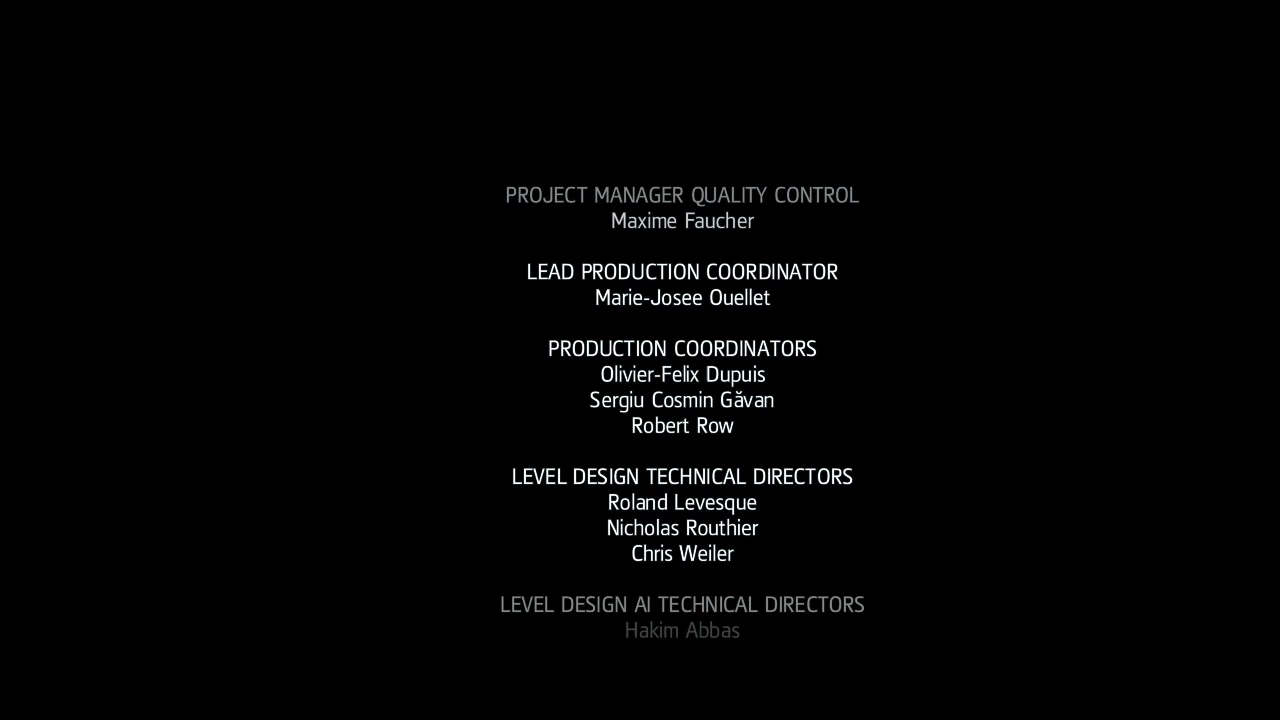 PROJECT MANAGER QUALITY CONTROL
Maxime Faucher
LEAD PRODUCTION COORDINATOR
Marie-Josee Ouellet
PRODUCTION COORDINATORS
Olivier-Felix Dupuis
Sergiu Cosmin Găvan
Robert Row
LEVEL DESIGN TECHNICAL DIRECTORS
Roland Levesque
Nicholas Routhier
Chris Weiler
LEVEL DESIGN AI TECHNICAL DIRECTORS
Hakim Abbas